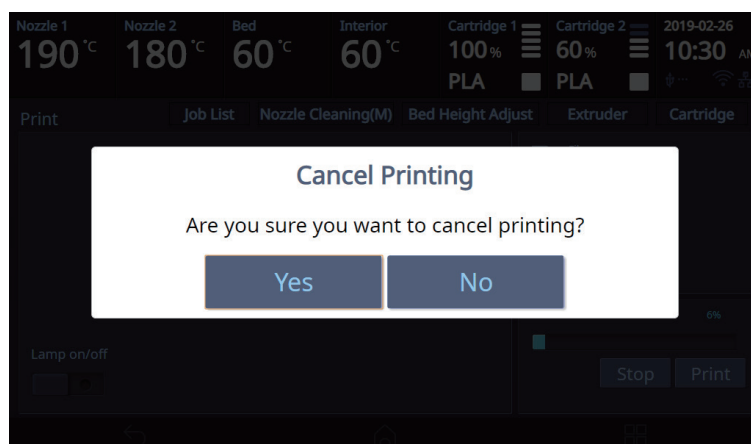 Nozzle 1
190 °C
Nozzle 2
180 °C
Bed
60 °C
Interior
60 °C
Cartridge 1
100 %
PLA
Cartridge 2
60 %
PLA
2019-02-26
10:30 AM
Print
Job List
Nozzle Cleaning(M)
Bed Height Adjust
Extruder
Cartridge
Cancel Printing
Are you sure you want to cancel printing?
Yes
No
6%
Lamp on/off
Stop
Print